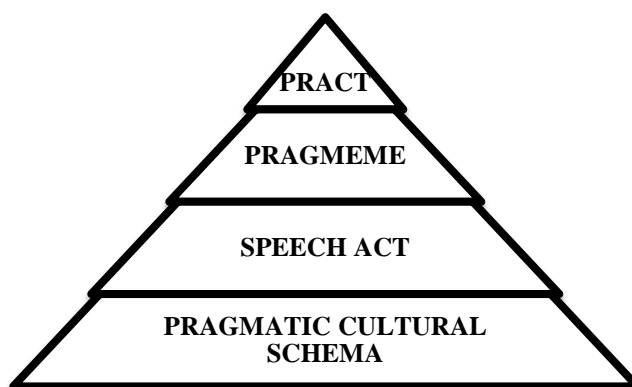 PRACT
PRAGMEME
SPEECH ACT
PRAGMATIC CULTURAL
SCHEMA